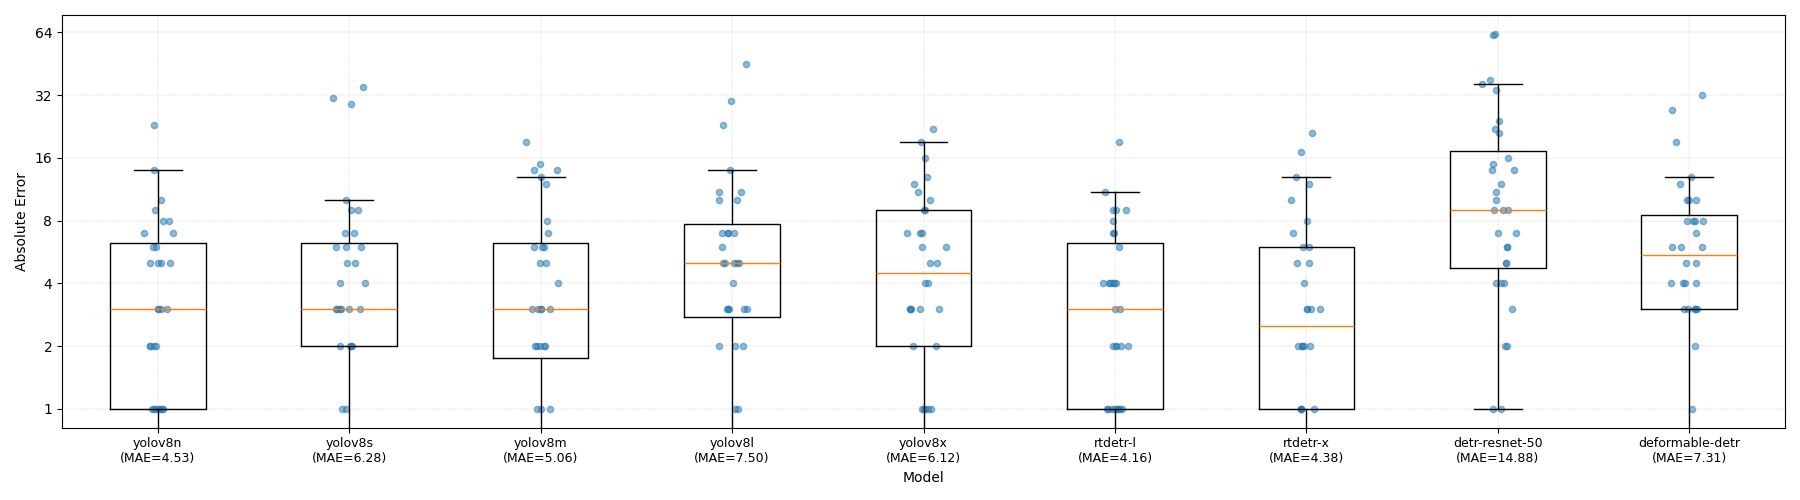 64
32
16
8
4
2
1
Absolute Error
yolov8n
(MAE=4.53)
yolov8s
(MAE=6.28)
yolov8m
(MAE=5.06)
yolov8l
(MAE=7.50)
yolov8x
(MAE=6.12)
rtdetr-l
(MAE=4.16)
rtdetr-x
(MAE=4.38)
detr-resnet-50
(MAE=14.88)
deformable-detr
(MAE=7.31)
Model